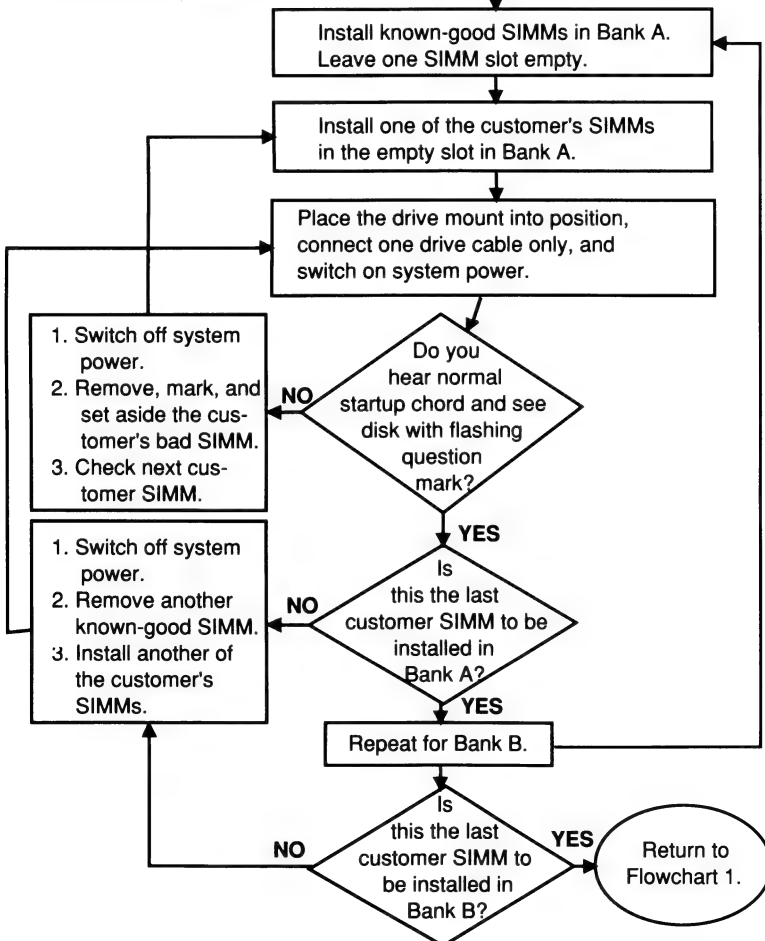 Install known-good SIMMs in Bank A.
Leave one SIMM slot empty.
Install one of the customer's SIMMs
in the empty slot in Bank A.
Place the drive mount into position,
connect one drive cable only, and
switch on system power.
Do you
hear normal
startup chord and see
disk with flashing
question
mark?
NO
1. Switch off system
power.
2. Remove, mark, and
set aside the cus-
tomer's bad SIMM.
3. Check next cus-
tomer SIMM.
YES
Is
this the last
customer SIMM to be
installed in
Bank A?
NO
1. Switch off system
power.
2. Remove another
known-good SIMM.
3. Install another of
the customer's
SIMMs.
YES
Repeat for Bank B.
Is
this the last
customer SIMM to
be installed in
Bank B?
NO
YES
Return to
Flowchart 1.